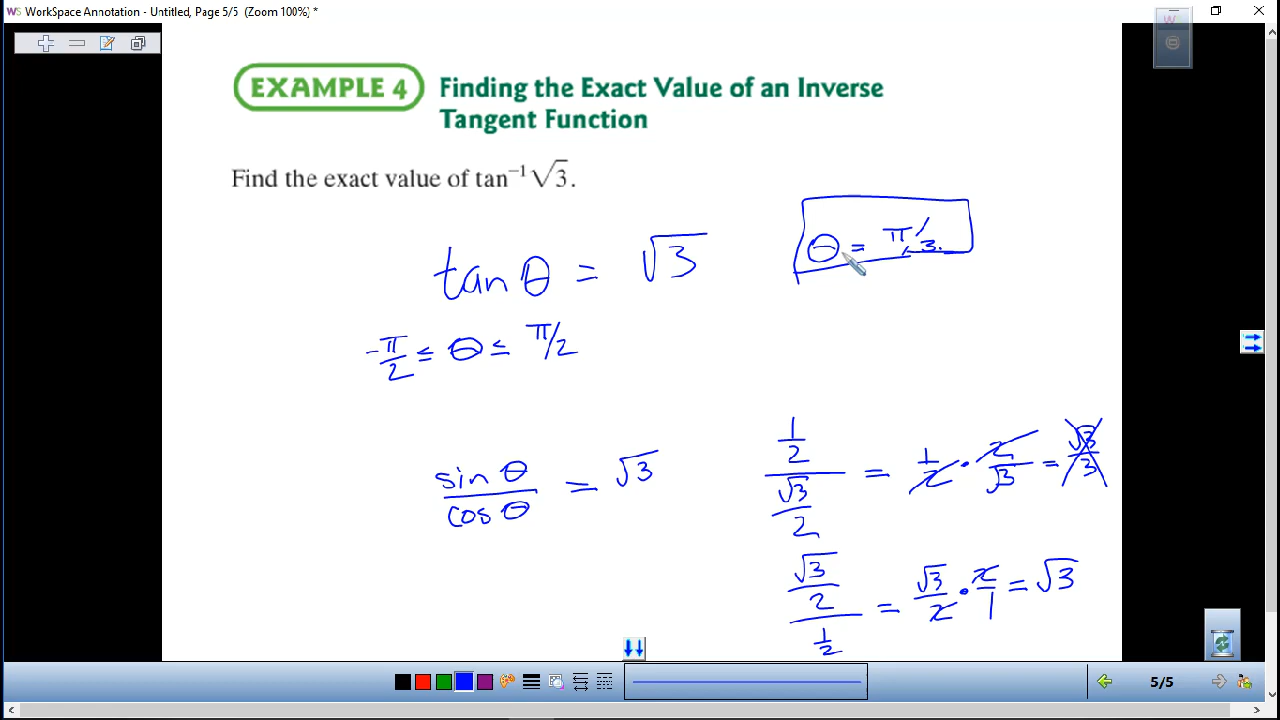 WorkSpace Annotation - Untitled, Page 5/5 (Zoom 100%) *
EXAMPLE 4 Finding the Exact Value of an Inverse
Tangent Function
Find the exact value of tan⁻¹ √3.
θ = π/3
tan θ = √3
-π/2 ≤ θ ≤ π/2
sin θ / cos θ = √3
(1/2)/(√3/2) = 1/2 · 2/√3 = √3/3
(√3/2)/(1/2) = √3/2 · 2/1 = √3
5/5